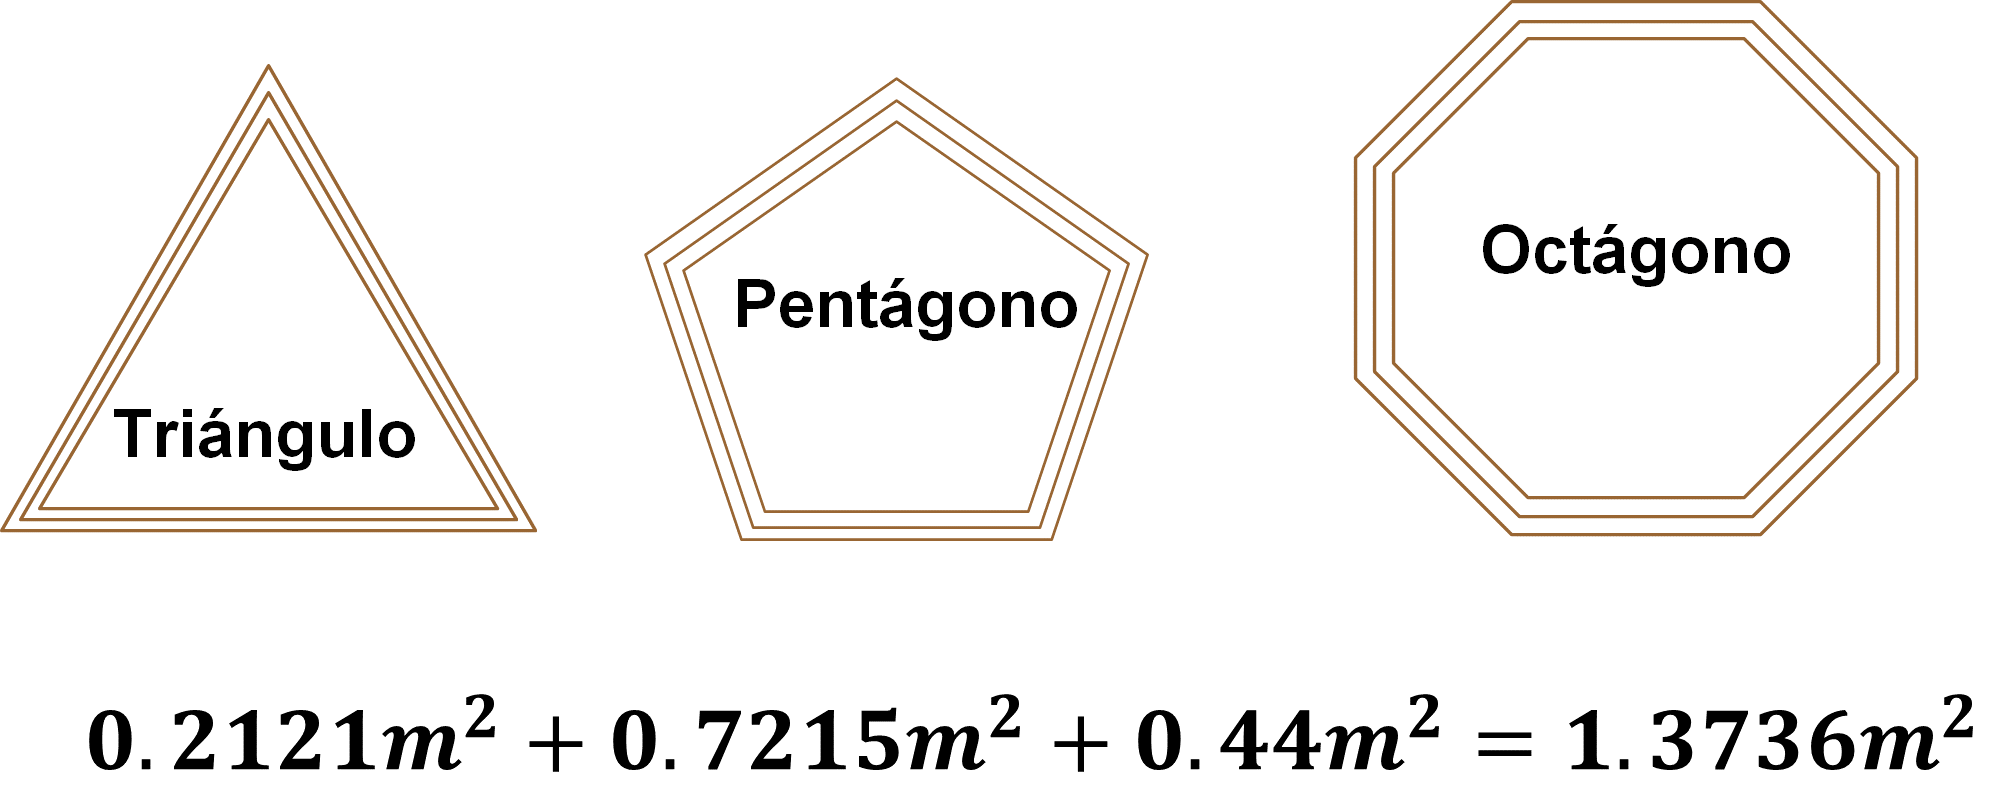 Octágono
Pentágono
Triángulo
0.2121m² + 0.7215m² + 0.44m² = 1.3736m²